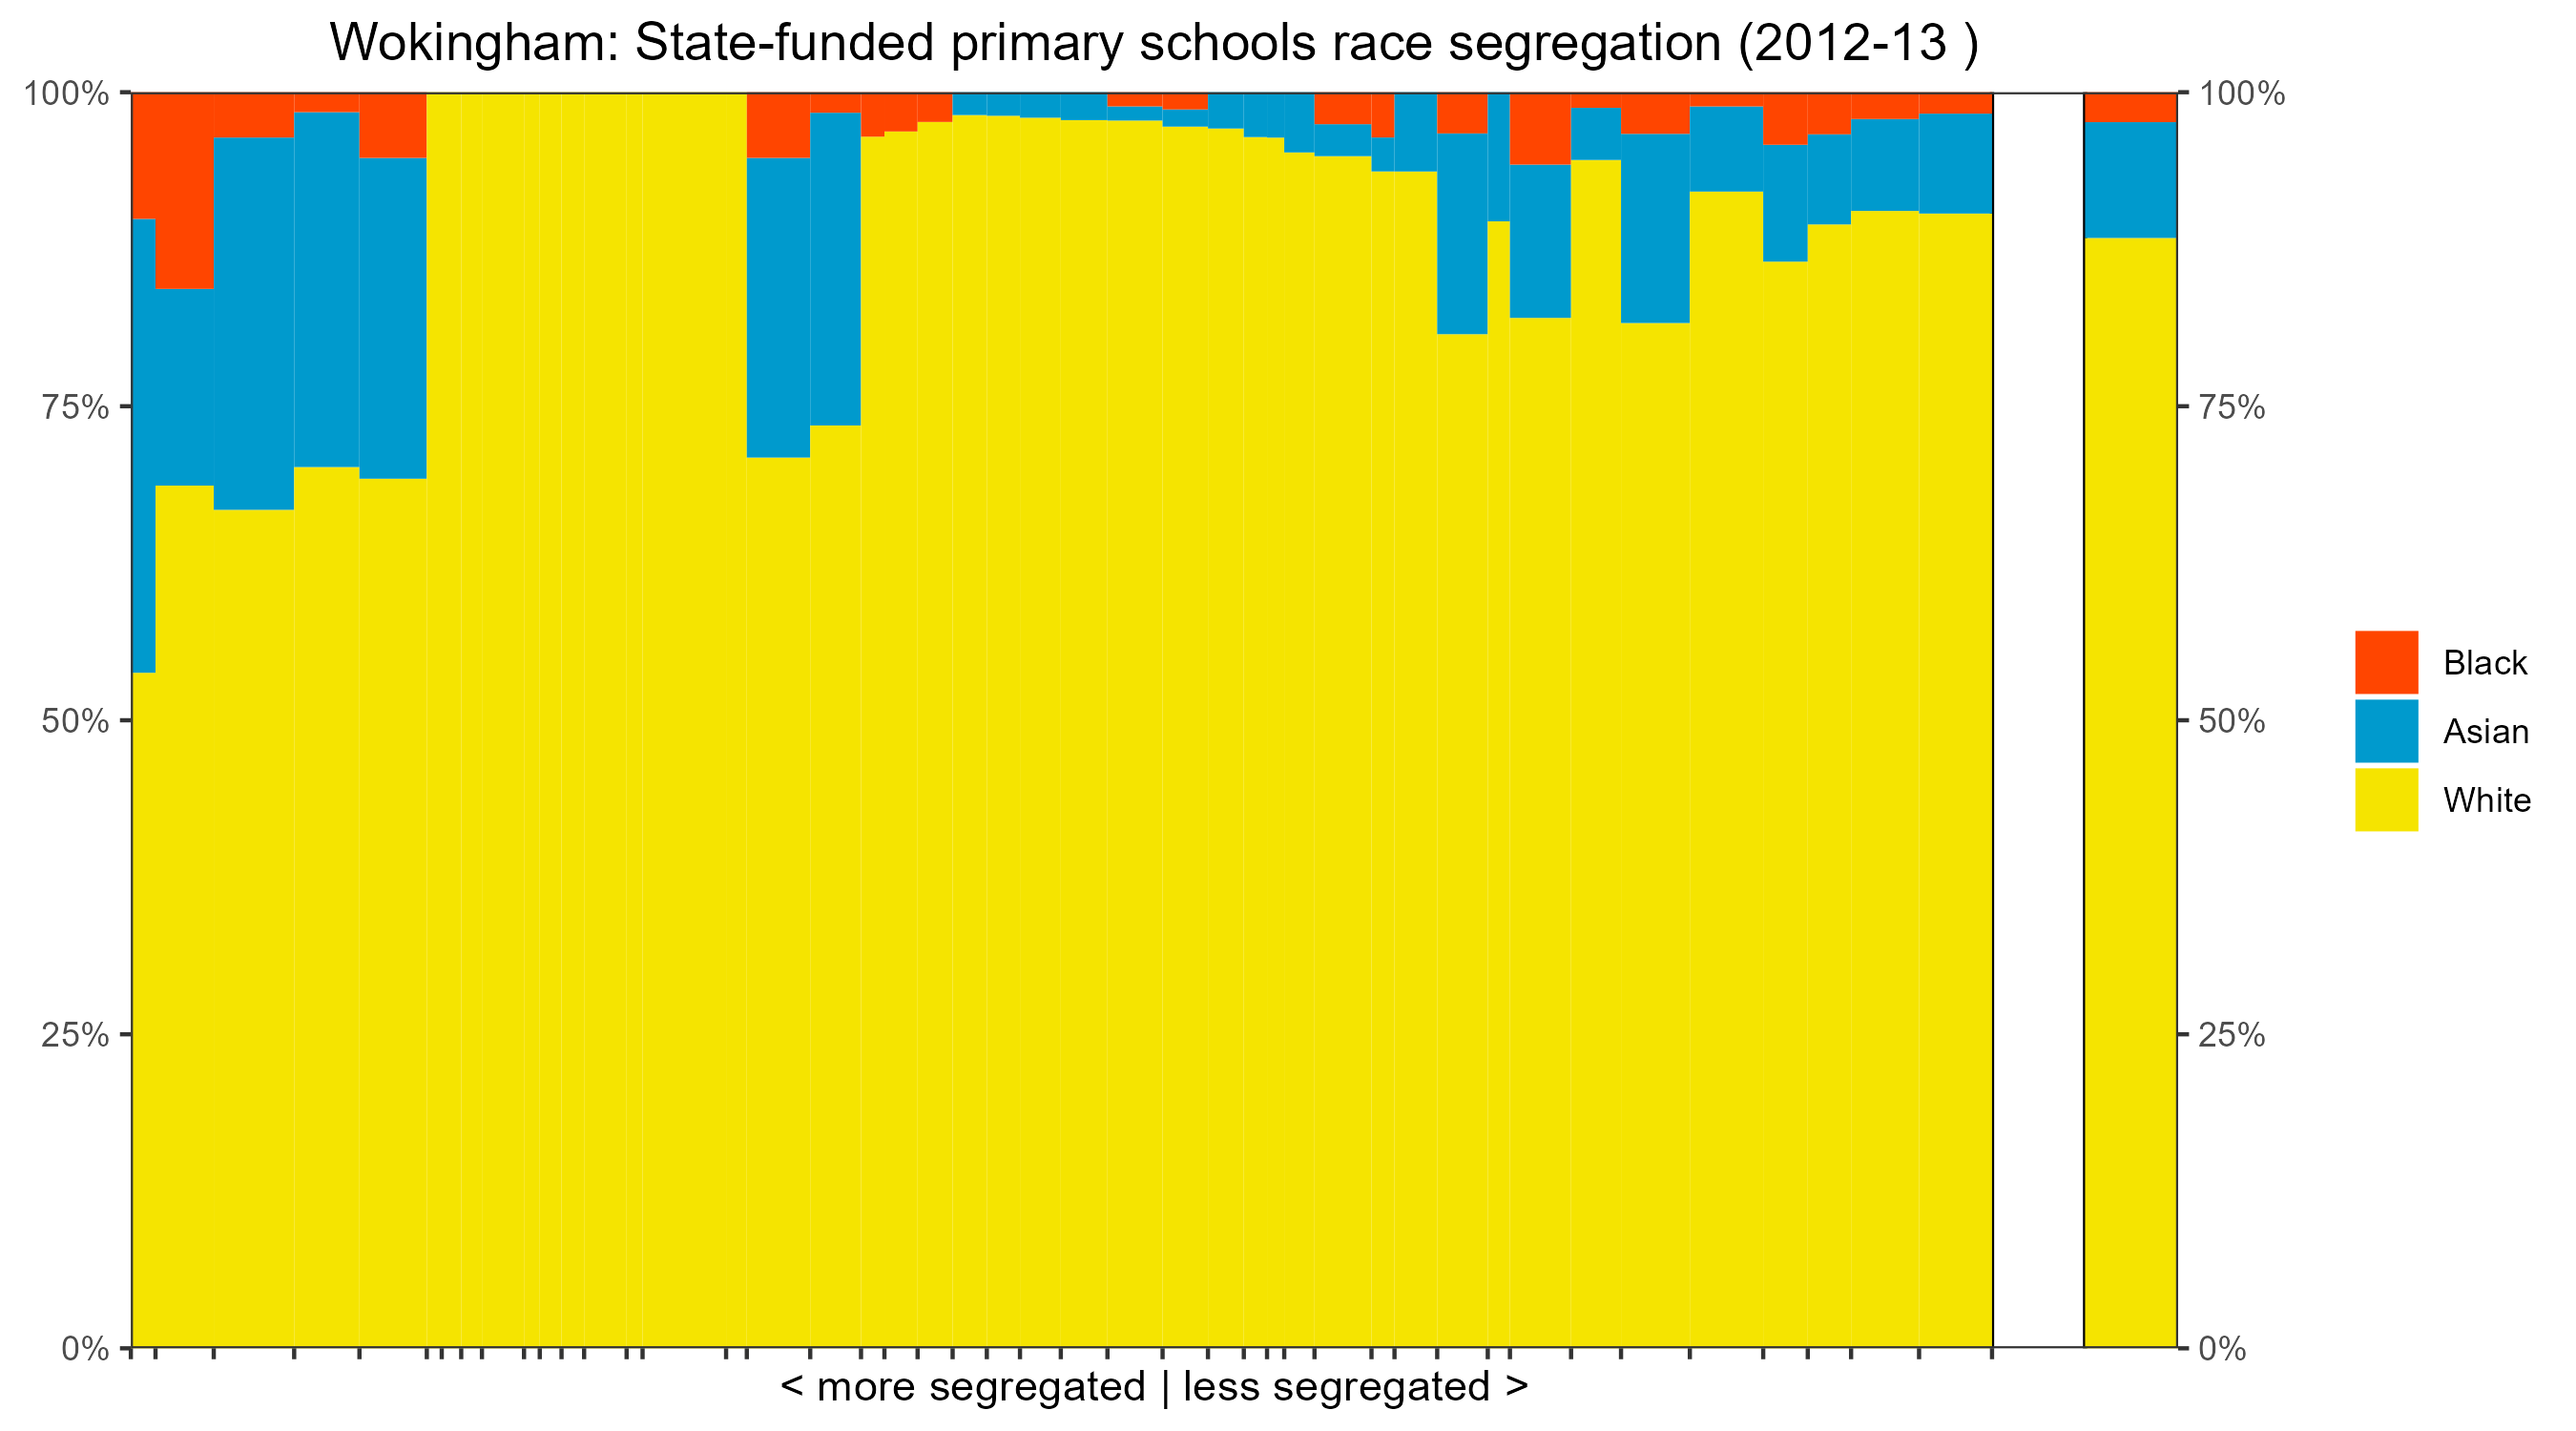 Wokingham: State-funded primary schools race segregation (2012-13 )
100%
75%
50%
25%
0%
100%
75%
50%
25%
0%
< more segregated | less segregated >
Black
Asian
White